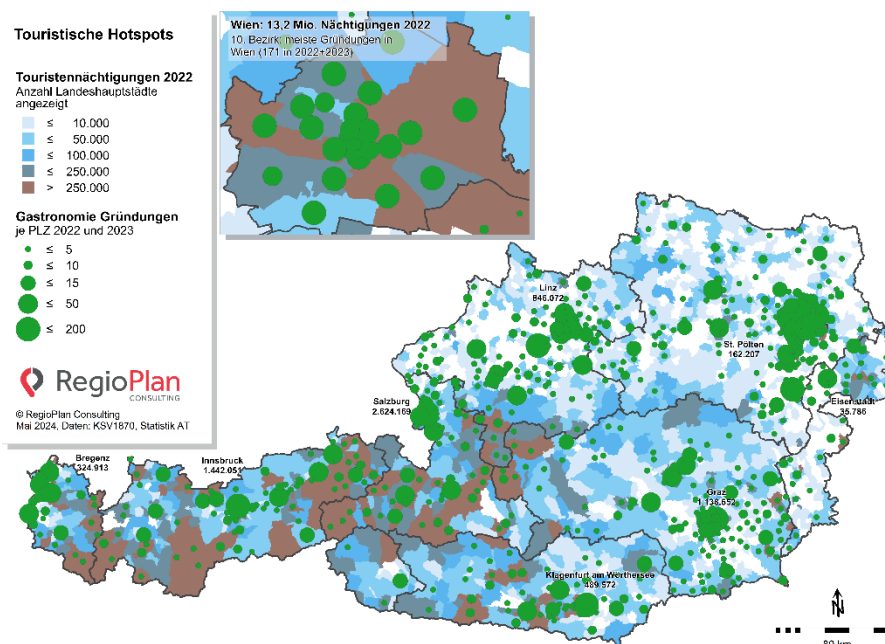 Touristische Hotspots
Touristennächtigungen 2022
Anzahl Landeshauptstädte
angezeigt
≤ 10.000
≤ 50.000
≤ 100.000
≤ 250.000
> 250.000
Gastronomie Gründungen
je PLZ 2022 und 2023
≤ 5
≤ 10
≤ 15
≤ 50
≤ 200
RegioPlan
CONSULTING
© RegioPlan Consulting
Mai 2024, Daten: KSV1870, Statistik AT
Wien: 13,2 Mio. Nächtigungen 2022
10. Bezirk: meiste Gründungen in
Wien (171 in 2022+2023)
Linz
846.072
St. Pölten
162.207
Eisenstadt
35.786
Salzburg
2.624.169
Bregenz
324.913
Innsbruck
1.442.051
Graz
1.138.652
Klagenfurt am Wörthersee
489.572
N
80 km